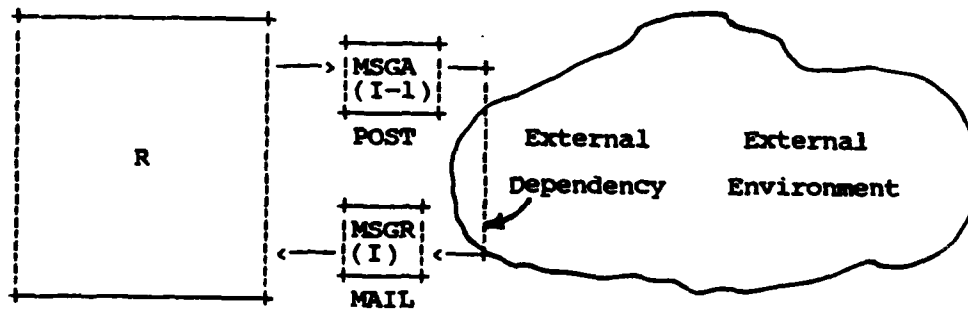 MSGA
(I-1)
POST
R
External External
Dependency Environment
MSGR
(I)
MAIL